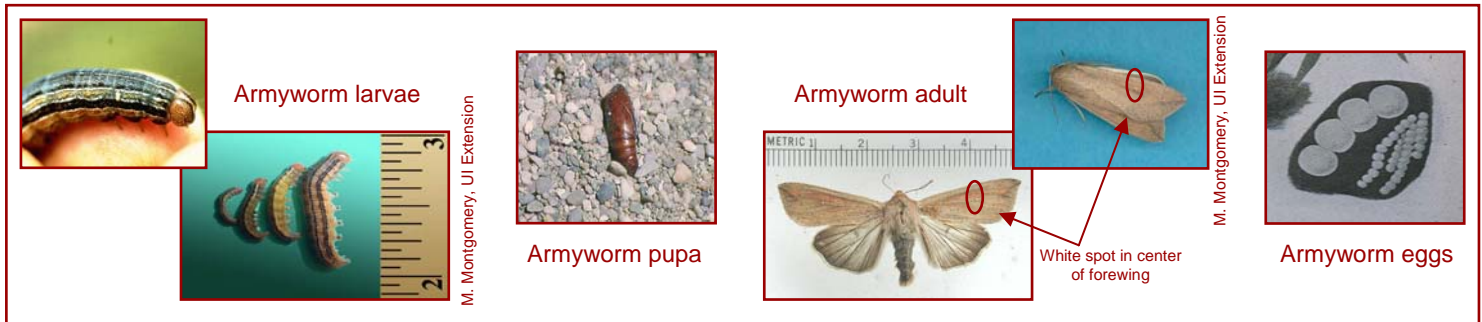 Armyworm larvae
M. Montgomery, UI Extension
3
2
Armyworm pupa
Armyworm adult
METRIC 1 2 3 4
M. Montgomery, UI Extension
White spot in center
of forewing
Armyworm eggs